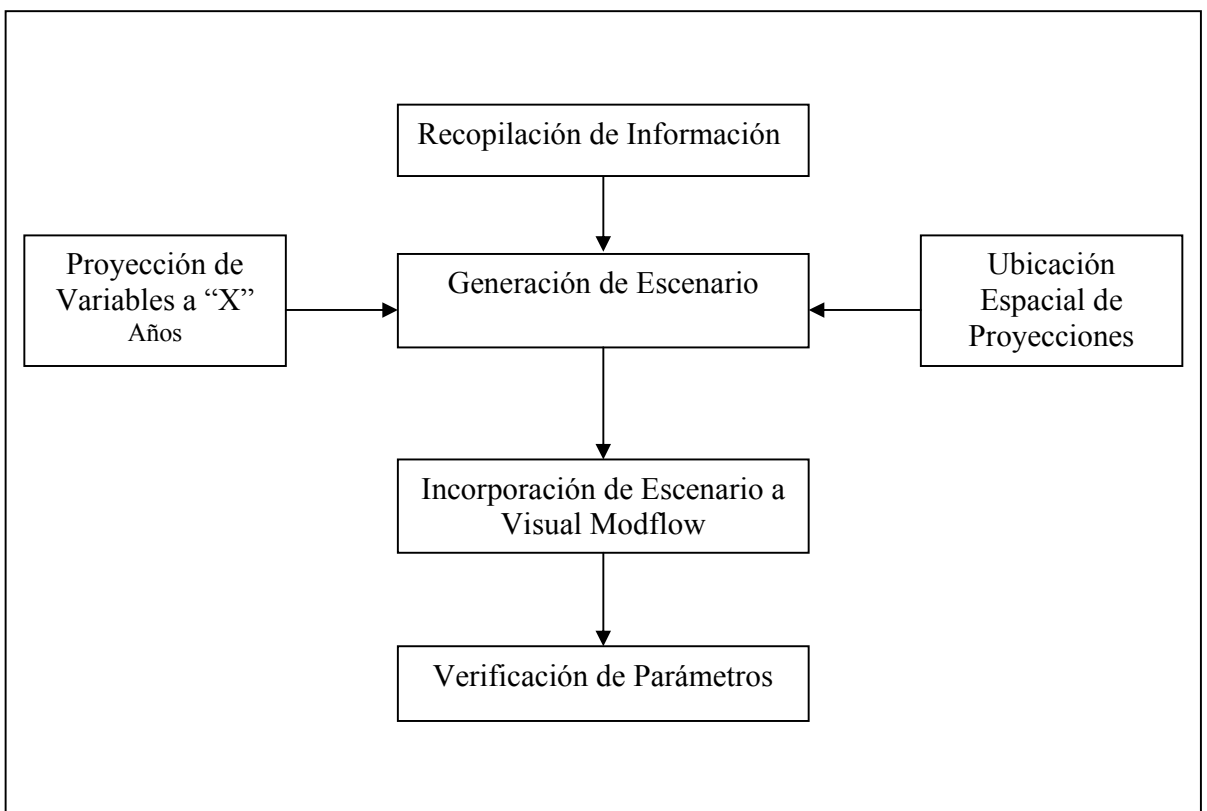 Recopilación de Información
Proyección de
Variables a “X”
Años
Generación de Escenario
Ubicación
Espacial de
Proyecciones
Incorporación de Escenario a
Visual Modflow
Verificación de Parámetros